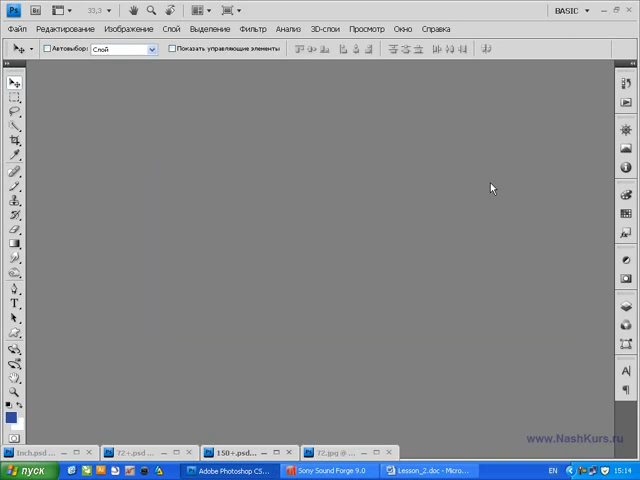 Ps Br 33,3 BASIC
Файл Редактирование Изображение Слой Выделение Фильтр Анализ 3D-слои Просмотр Окно Справка
Автовыбор: Слой Показать управляющие элементы
www.NashKurs.ru
Inch.psd ... 72+.psd ... 150+.psd... 72.jpg @ ...
пуск Adobe Photoshop CS... Sony Sound Forge 9.0 Lesson_2.doc - Micro... EN 15:14